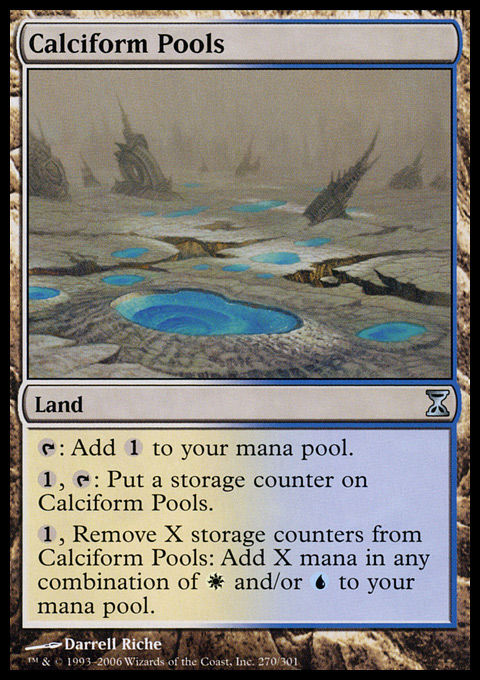 Calciform Pools
Land
: Add 1 to your mana pool.
1, : Put a storage counter on
Calciform Pools.
1, Remove X storage counters from
Calciform Pools: Add X mana in any
combination of and/or to your
mana pool.
Darrell Riche
™ & © 1993–2006 Wizards of the Coast, Inc. 270/301